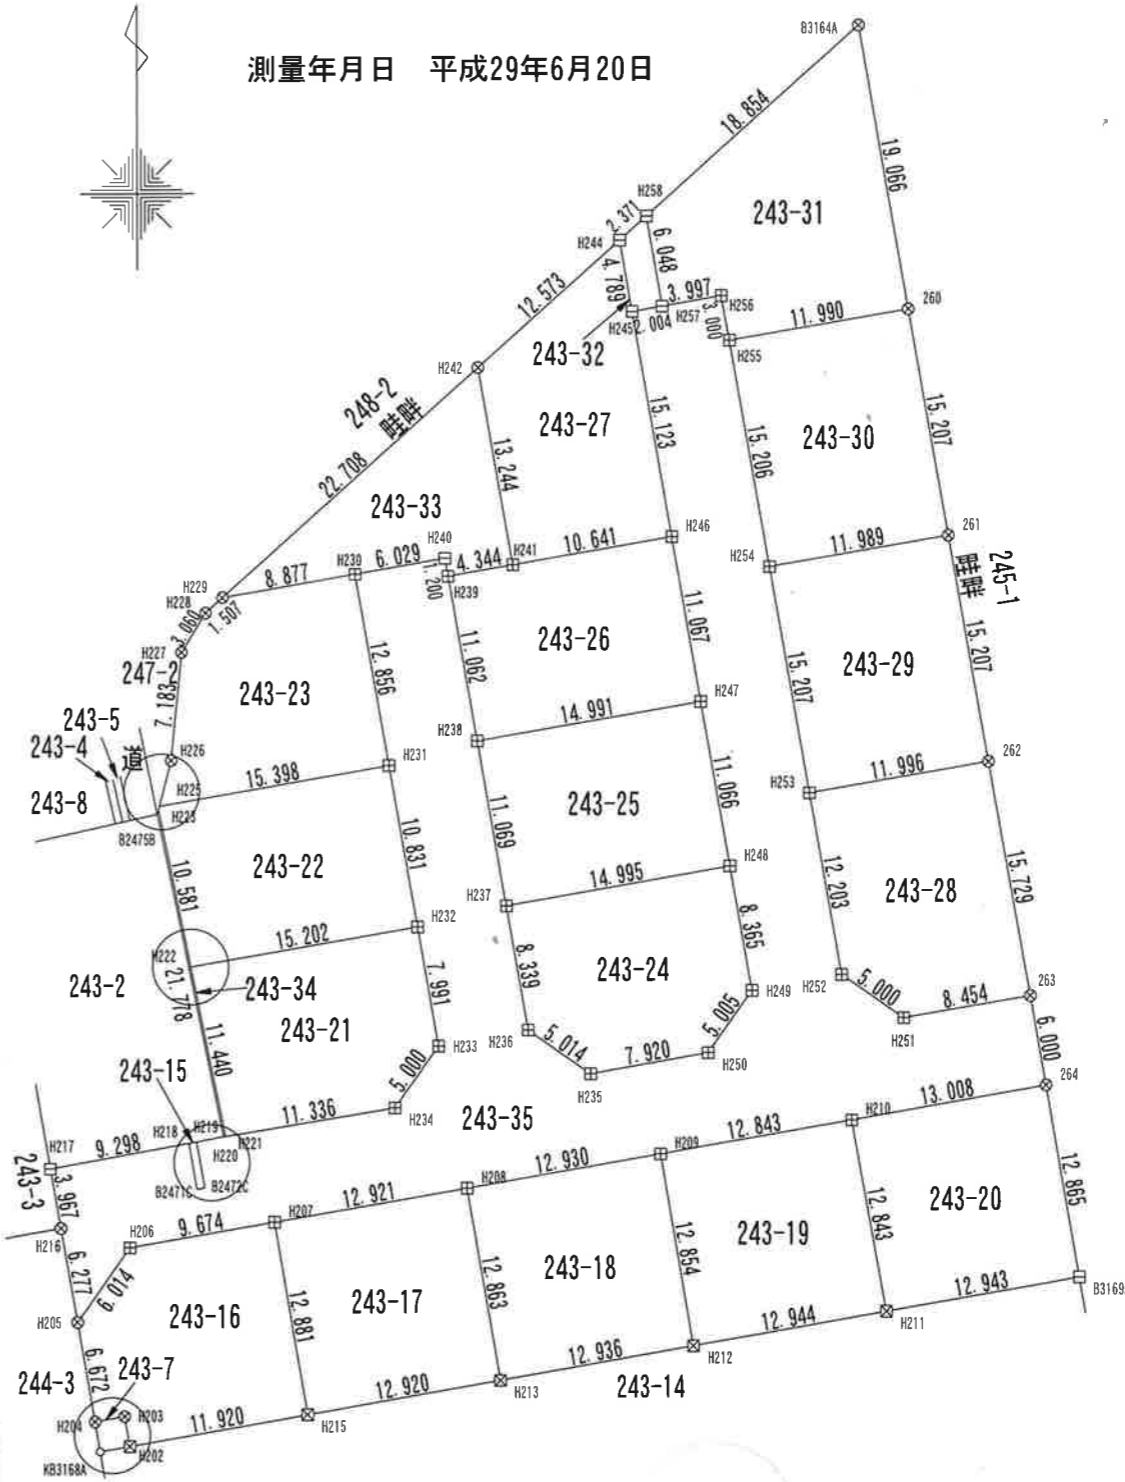 測量年月日 平成29年6月20日
B3164A
18.854
19.066
H258
2.371
243-31
H244
6.048
4.789
12.573
3.997
H256
260
H245
2.004
H257
3.000
11.990
H255
243-32
H242
248-2
畦畔
15.123
15.206
15.207
243-27
243-30
13.244
22.708
243-33
H240
H241
10.641
H246
261
H230
6.029
4.344
H254
11.989
畦畔
245-1
H229
8.877
1.200
H239
H228
1.507
3.060
H227
12.856
11.062
243-26
11.067
15.207
243-29
15.207
247-2
7.183
243-23
14.991
H247
243-5
H238
243-4
道
H226
H231
262
15.398
11.996
H253
243-8
H225
H223
243-25
11.066
B2475B
11.069
10.831
10.581
243-22
H248
12.203
15.729
14.995
243-28
H237
H232
15.202
8.365
H222
8.339
243-24
7.991
H252
243-2
21.778
243-34
H249
263
5.000
8.454
243-21
11.440
H236
H233
5.005
H251
6.000
5.014
7.920
H250
243-15
5.000
H235
264
11.336
H234
243-35
13.008
H210
H217
9.298
H218
H219
H221
H220
12.843
H209
243-3
3.967
12.930
B2471C
B2472C
H208
12.921
243-20
12.865
H206
9.674
H207
H216
12.843
243-19
6.277
6.014
12.854
243-18
12.863
12.943
B3169
243-17
12.881
243-16
H205
H211
12.944
H212
6.672
243-7
12.936
243-14
244-3
12.920
H213
H204
H203
11.920
H215
H202
KB3168A